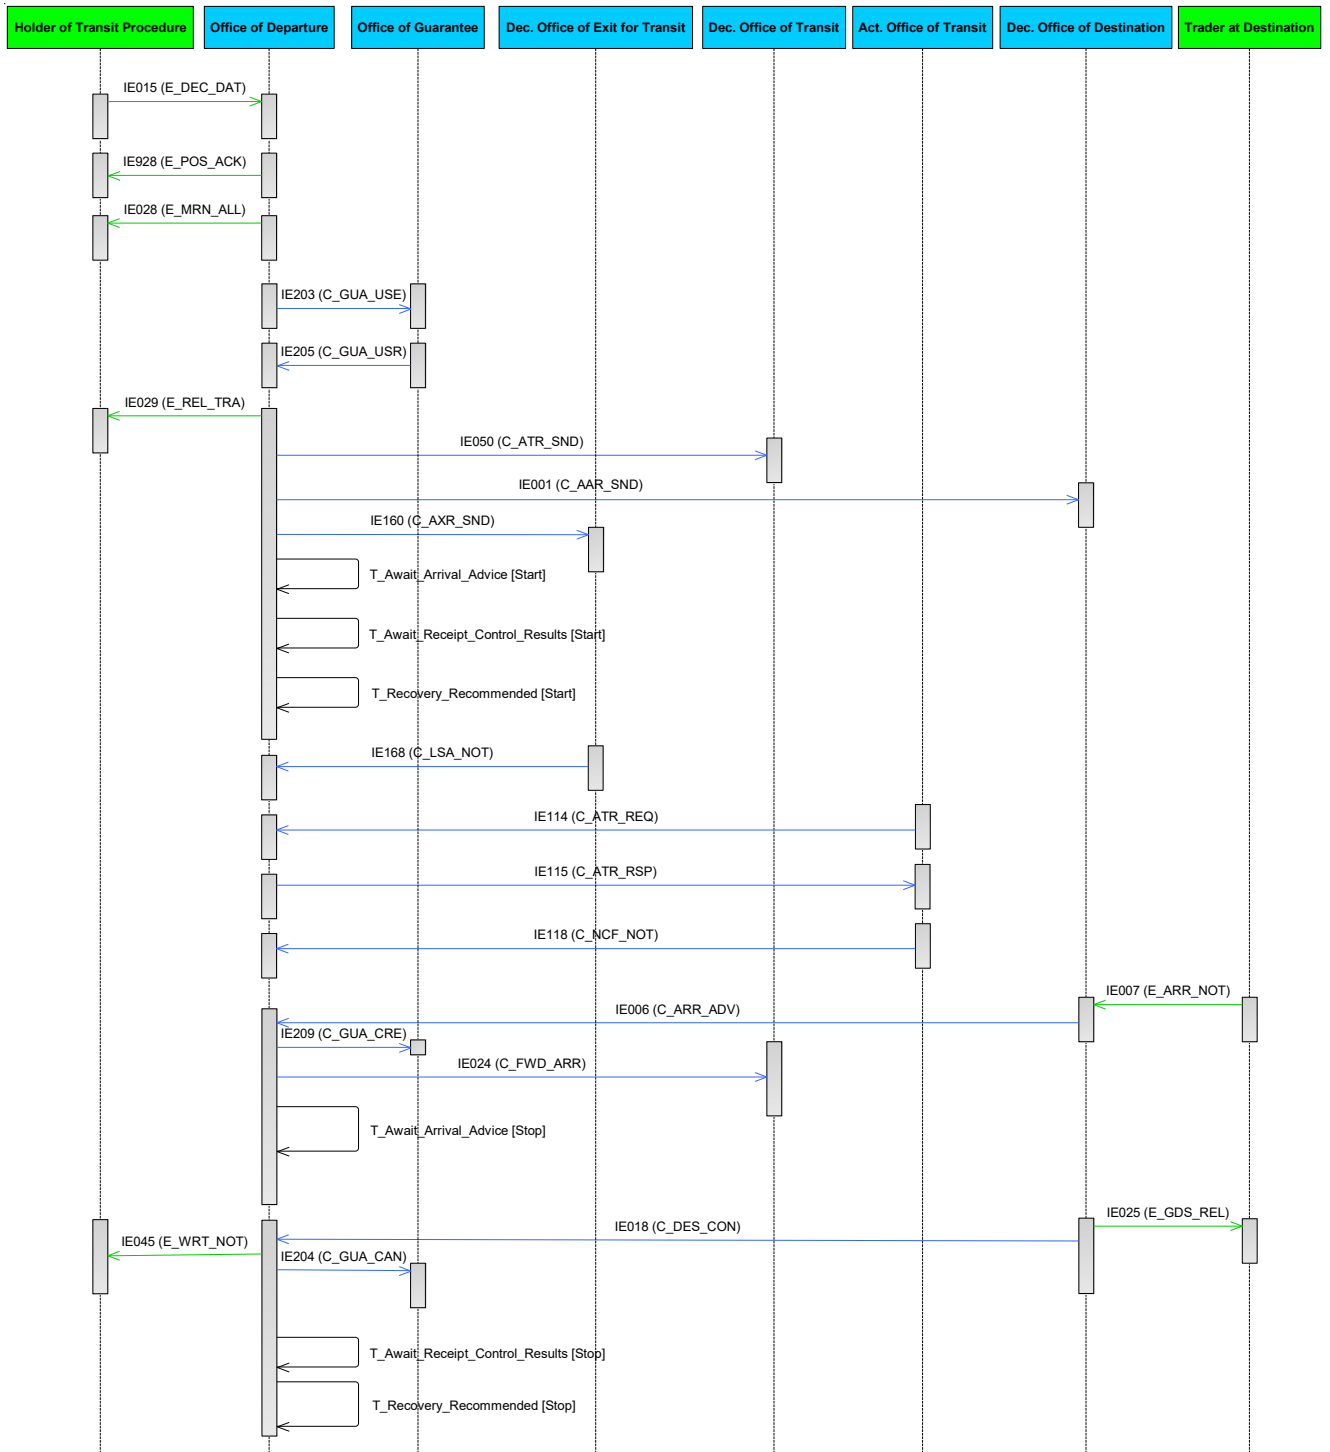 Holder of Transit Procedure
Office of Departure
Office of Guarantee
Dec. Office of Exit for Transit
Dec. Office of Transit
Act. Office of Transit
Dec. Office of Destination
Trader at Destination
IE015 (E_DEC_DAT)
IE928 (E_POS_ACK)
IE028 (E_MRN_ALL)
IE203 (C_GUA_USE)
IE205 (C_GUA_USR)
IE029 (E_REL_TRA)
IE050 (C_ATR_SND)
IE001 (C_AAR_SND)
IE160 (C_AXR_SND)
T_Await_Arrival_Advice [Start]
T_Await_Receipt_Control_Results [Start]
T_Recovery_Recommended [Start]
IE168 (C_LSA_NOT)
IE114 (C_ATR_REQ)
IE115 (C_ATR_RSP)
IE118 (C_NCF_NOT)
IE007 (E_ARR_NOT)
IE006 (C_ARR_ADV)
IE209 (C_GUA_CRE)
IE024 (C_FWD_ARR)
T_Await_Arrival_Advice [Stop]
IE025 (E_GDS_REL)
IE018 (C_DES_CON)
IE045 (E_WRT_NOT)
IE204 (C_GUA_CAN)
T_Await_Receipt_Control_Results [Stop]
T_Recovery_Recommended [Stop]